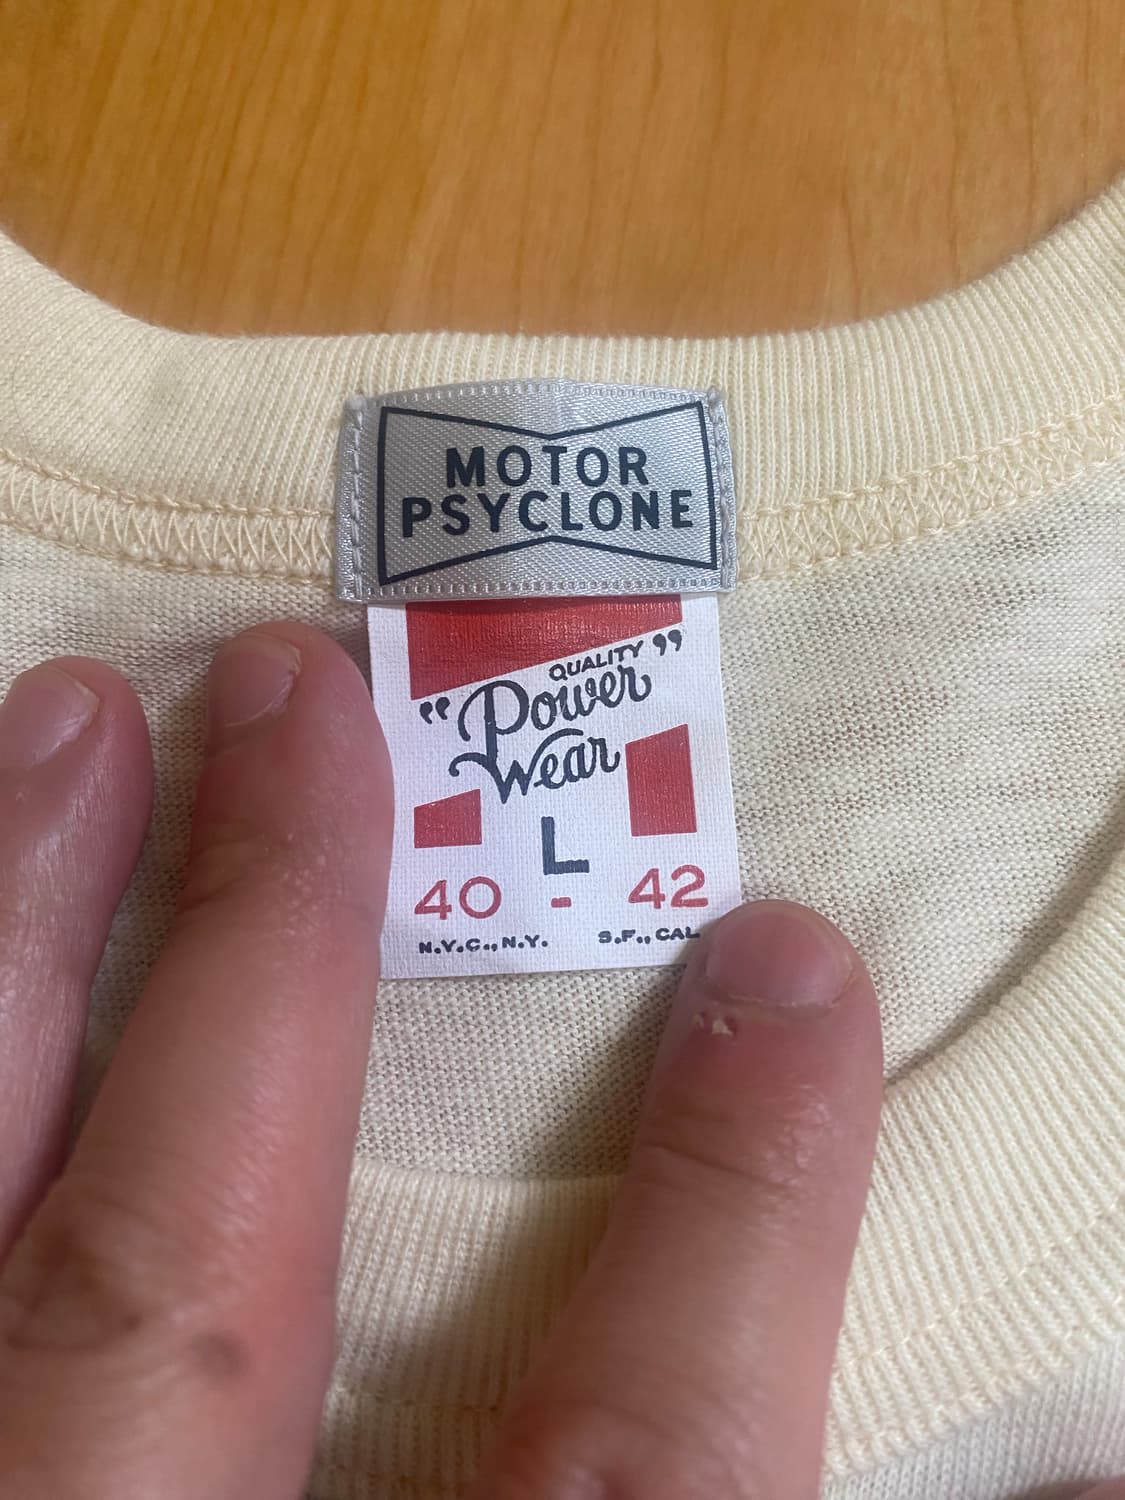 MOTOR
PSYCLONE
QUALITY
“Power”
Wear
L
40 - 42
N.Y.C., N.Y. S.F., CAL